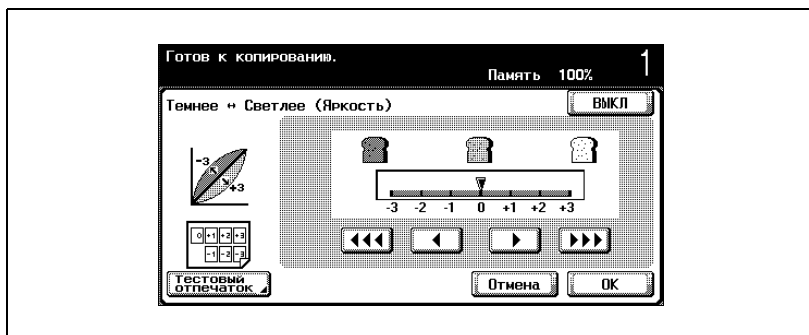 Готов к копированию.
1
Память 100%
Темнее ↔ Светлее (Яркость)
ВЫКЛ
-3
+3
-3 -2 -1 0 +1 +2 +3
0 +1 +2 +3
-1 -2 -3
Тестовый
отпечаток
Отмена
OK